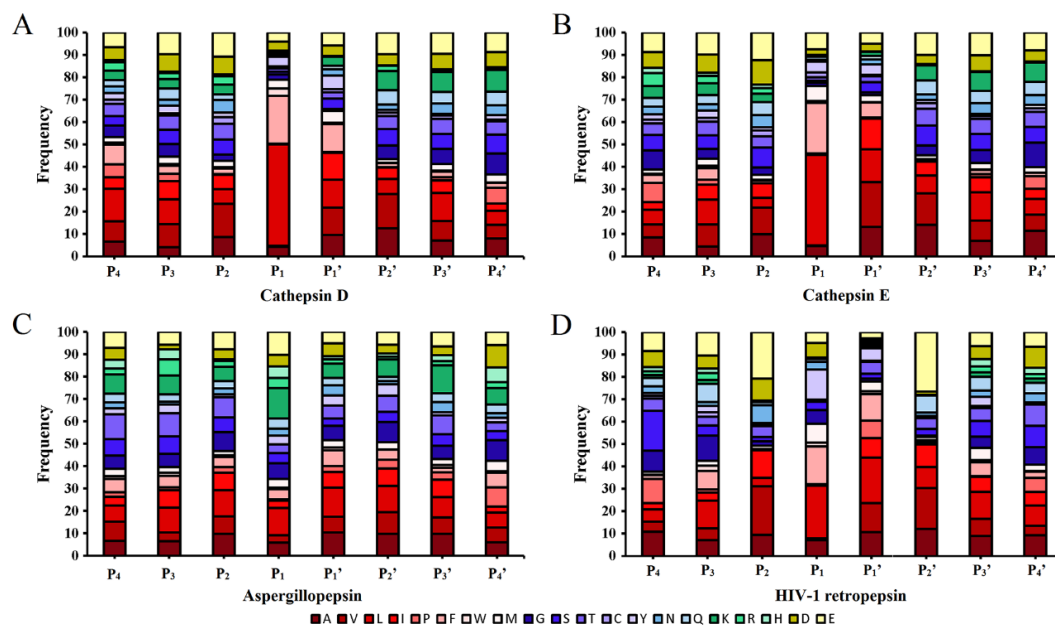 A
100
90
80
70
60
50
40
30
20
10
0
Frequency
P₄ P₃ P₂ P₁ P₁’ P₂’ P₃’ P₄’
Cathepsin D
B
100
90
80
70
60
50
40
30
20
10
0
Frequency
P₄ P₃ P₂ P₁ P₁’ P₂’ P₃’ P₄’
Cathepsin E
C
100
90
80
70
60
50
40
30
20
10
0
Frequency
P₄ P₃ P₂ P₁ P₁’ P₂’ P₃’ P₄’
Aspergillopepsin
D
100
90
80
70
60
50
40
30
20
10
0
Frequency
P₄ P₃ P₂ P₁ P₁’ P₂’ P₃’ P₄’
HIV-1 retropepsin
A V L I P F W M G S T C Y N Q K R H D E